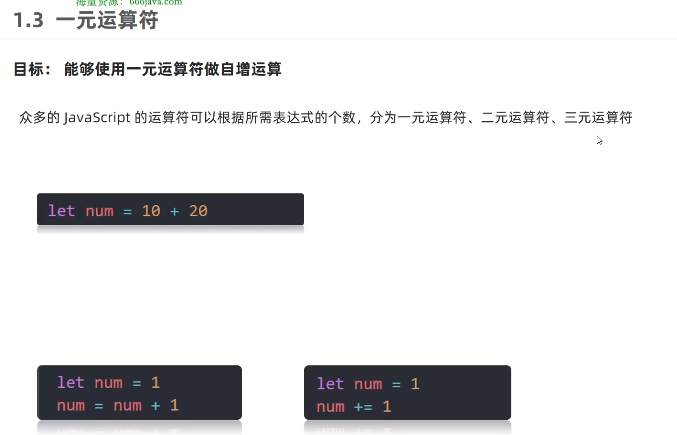 海量资源：666java.com
1.3 一元运算符
目标： 能够使用一元运算符做自增运算
众多的 JavaScript 的运算符可以根据所需表达式的个数，分为一元运算符、二元运算符、三元运算符
let num = 10 + 20
let num = 1
num = num + 1
let num = 1
num += 1